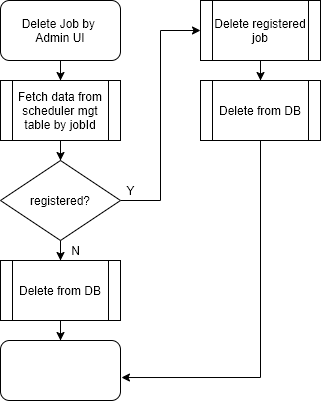 Delete Job by
Admin UI
Fetch data from
scheduler mgt
table by jobId
registered?
Y
N
Delete from DB
Delete registered
job
Delete from DB